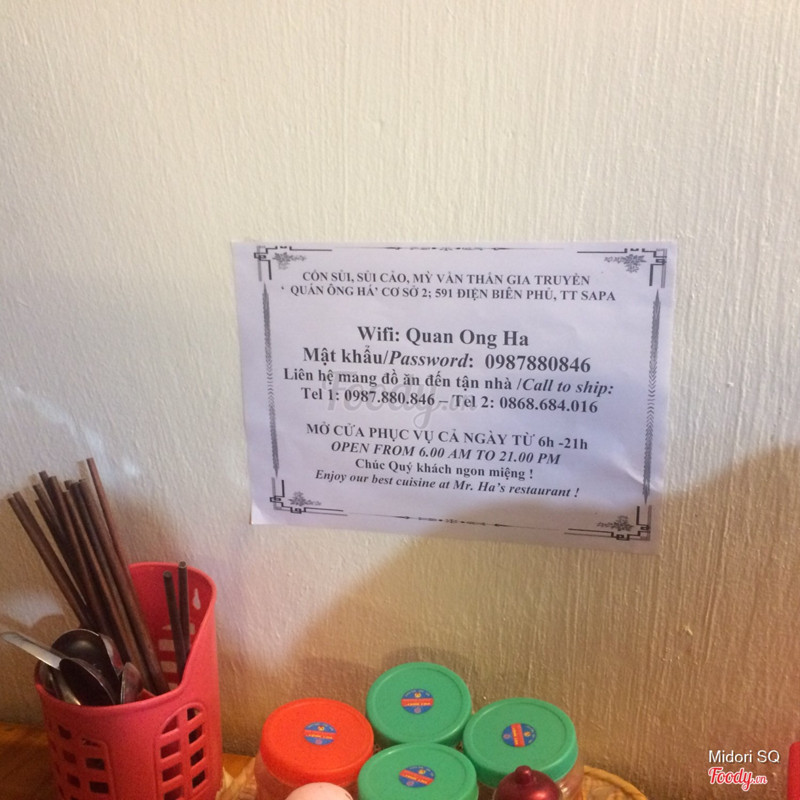 CỐN SÙI, SỦI CẢO, MỲ VẰN THẮN GIA TRUYỀN
‘ QUÁN ÔNG HÀ’ CƠ SỞ 2; 591 ĐIỆN BIÊN PHỦ, TT SAPA
Wifi: Quan Ong Ha
Mật khẩu/Password: 0987880846
Liên hệ mang đồ ăn đến tận nhà /Call to ship:
Tel 1: 0987.880.846 – Tel 2: 0868.684.016
MỞ CỬA PHỤC VỤ CẢ NGÀY TỪ 6h -21h
OPEN FROM 6.00 AM TO 21.00 PM
Chúc Quý khách ngon miệng !
Enjoy our best cuisine at Mr. Ha’s restaurant !
Foody.vn
Midori SQ
Foody.vn